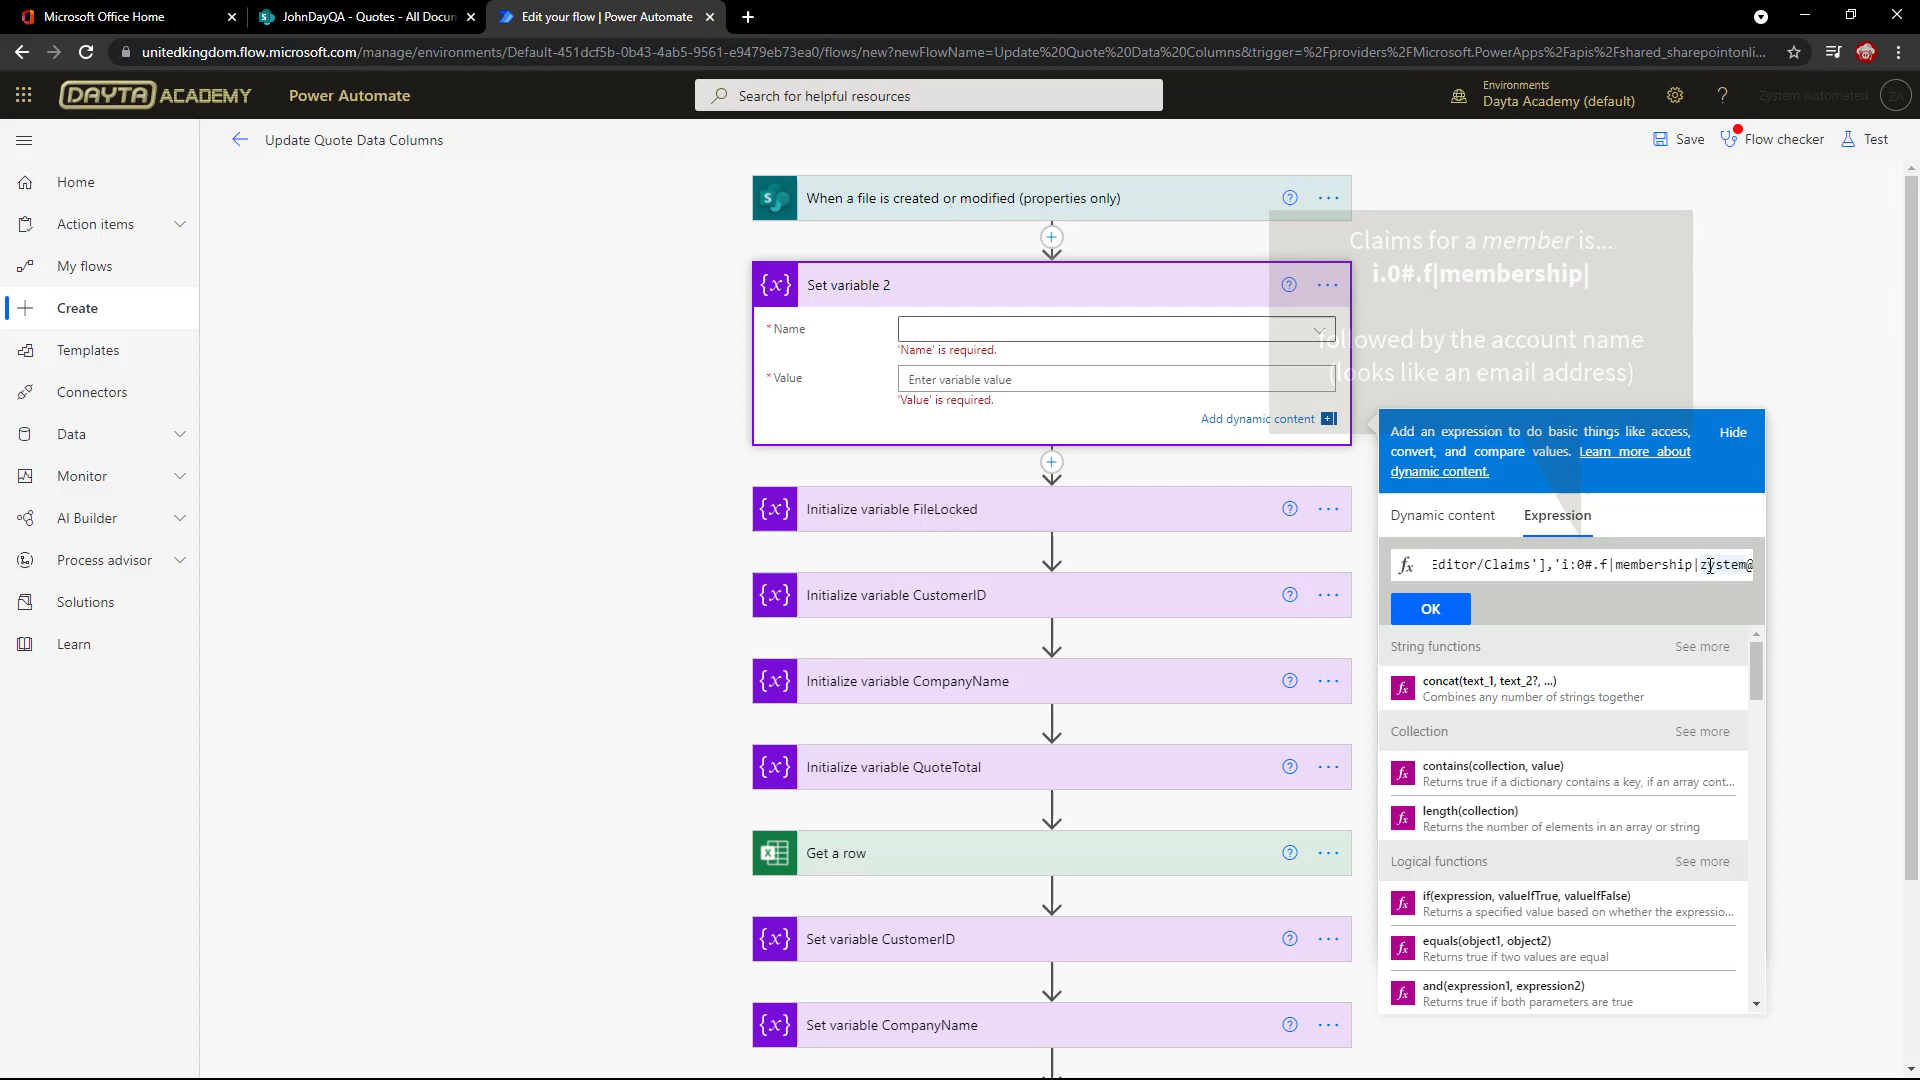 Microsoft Office Home
JohnDayQA - Quotes - All Docum
Edit your flow | Power Automate
unitedkingdom.flow.microsoft.com/manage/environments/Default-451dcf5b-0b43-4ab5-9561-e9479eb73ea0/flows/new?newFlowName=Update%20Quote%20Data%20Columns&trigger=%2Fproviders%2FMicrosoft.PowerApps%2Fapis%2Fshared_sharepointonli...
DAYTA ACADEMY
Power Automate
Search for helpful resources
Environments
Dayta Academy (default)
?
Zystem Automated
ZA
Update Quote Data Columns
Save
Flow checker
Test
Home
Action items
My flows
Create
Templates
Connectors
Data
Monitor
AI Builder
Process advisor
Solutions
Learn
When a file is created or modified (properties only)
Set variable 2
* Name
'Name' is required.
* Value
Enter variable value
'Value' is required.
Add dynamic content
Initialize variable FileLocked
Initialize variable CustomerID
Initialize variable CompanyName
Initialize variable QuoteTotal
Get a row
Set variable CustomerID
Set variable CompanyName
Claims for a member is...
i.0#.f|membership|
followed by the account name
(looks like an email address)
Add an expression to do basic things like access,
convert, and compare values. Learn more about
dynamic content.
Hide
Dynamic content
Expression
fx Editor/Claims'],'i:0#.f|membership|zystem@
OK
String functions
See more
concat(text_1, text_2?, ...)
Combines any number of strings together
Collection
See more
contains(collection, value)
Returns true if a dictionary contains a key, if an array cont...
length(collection)
Returns the number of elements in an array or string
Logical functions
See more
if(expression, valueIfTrue, valueIfFalse)
Returns a specified value based on whether the expressio...
equals(object1, object2)
Returns true if two values are equal
and(expression1, expression2)
Returns true if both parameters are true